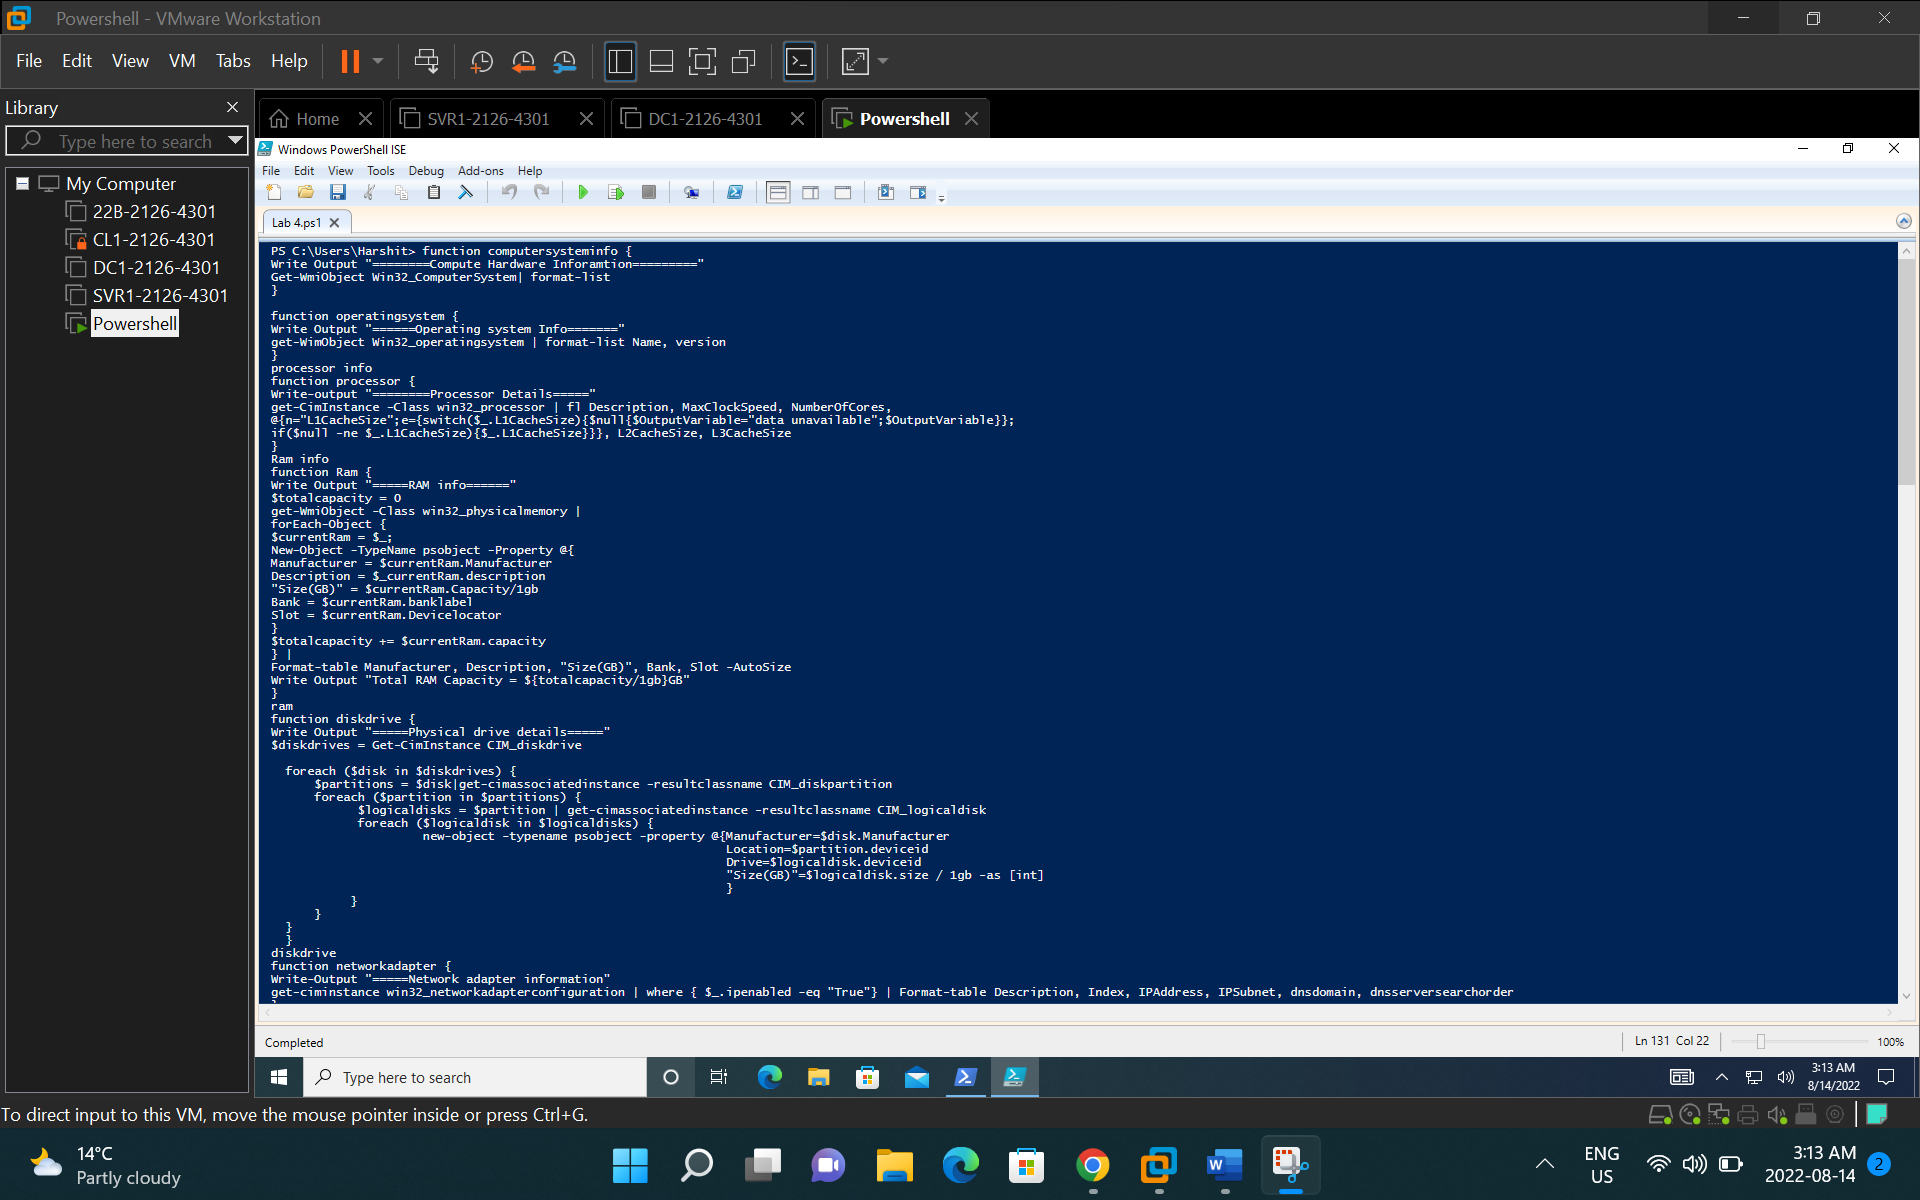 Powershell - VMware Workstation
File Edit View VM Tabs Help
Library
Type here to search
My Computer
22B-2126-4301
CL1-2126-4301
DC1-2126-4301
SVR1-2126-4301
Powershell
Home
SVR1-2126-4301
DC1-2126-4301
Powershell
Windows PowerShell ISE
File Edit View Tools Debug Add-ons Help
Lab 4.ps1
PS C:\Users\Harshit> function computersysteminfo {
Write Output "========Compute Hardware Inforamtion========="
Get-WmiObject Win32_ComputerSystem| format-list
}
function operatingsystem {
Write Output "======Operating system Info======="
get-WimObject Win32_operatingsystem | format-list Name, version
}
processor info
function processor {
Write-output "========Processor Details====="
get-CimInstance -Class win32_processor | fl Description, MaxClockSpeed, NumberOfCores,
@{n="L1CacheSize";e={switch($_.L1CacheSize){$null{$OutputVariable="data unavailable";$OutputVariable}};
if($null -ne $_.L1CacheSize){$_.L1CacheSize}}}, L2CacheSize, L3CacheSize
}
Ram info
function Ram {
Write Output "=====RAM info======"
$totalcapacity = 0
get-WmiObject -Class win32_physicalmemory |
forEach-Object {
$currentRam = $_;
New-Object -TypeName psobject -Property @{
Manufacturer = $currentRam.Manufacturer
Description = $_currentRam.description
"Size(GB)" = $currentRam.Capacity/1gb
Bank = $currentRam.banklabel
Slot = $currentRam.Devicelocator
}
$totalcapacity += $currentRam.capacity
} |
Format-table Manufacturer, Description, "Size(GB)", Bank, Slot -AutoSize
Write Output "Total RAM Capacity = ${totalcapacity/1gb}GB"
}
ram
function diskdrive {
Write Output "=====Physical drive details====="
$diskdrives = Get-CimInstance CIM_diskdrive
foreach ($disk in $diskdrives) {
$partitions = $disk|get-cimassociatedinstance -resultclassname CIM_diskpartition
foreach ($partition in $partitions) {
$logicaldisks = $partition | get-cimassociatedinstance -resultclassname CIM_logicaldisk
foreach ($logicaldisk in $logicaldisks) {
new-object -typename psobject -property @{Manufacturer=$disk.Manufacturer
Location=$partition.deviceid
Drive=$logicaldisk.deviceid
"Size(GB)"=$logicaldisk.size / 1gb -as [int]
}
}
}
}
}
diskdrive
function networkadapter {
Write-Output "=====Network adapter information"
get-ciminstance win32_networkadapterconfiguration | where { $_.ipenabled -eq "True"} | Format-table Description, Index, IPAddress, IPSubnet, dnsdomain, dnsserversearchorder
Completed
Ln 131 Col 22
100%
Type here to search
3:13 AM
8/14/2022
To direct input to this VM, move the mouse pointer inside or press Ctrl+G.
14°C
Partly cloudy
ENG
US
3:13 AM
2022-08-14
2